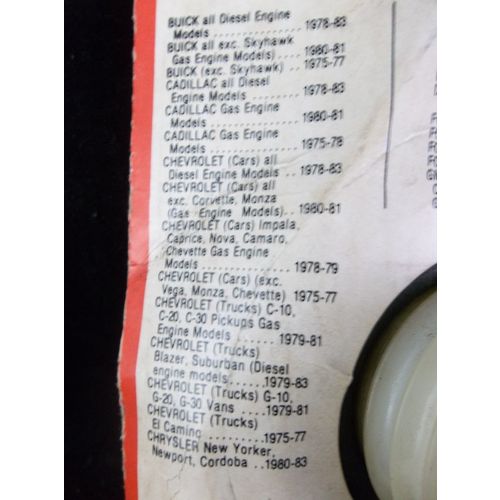 BUICK all Diesel Engine
Models .............. 1978-83
BUICK all exc. Skyhawk
Gas Engine Models) .... 1980-81
BUICK (exc. Skyhawk) .. 1975-77
CADILLAC all Diesel
Engine Models ........ 1978-83
CADILLAC Gas Engine
Models .............. 1980-81
CADILLAC Gas Engine
Models .............. 1975-78
CHEVROLET (Cars) all
Diesel Engine Models .. 1978-83
CHEVROLET (Cars) all
exc. Corvette, Monza
(Gas Engine Models). . 1980-81
CHEVROLET (Cars) Impala,
Caprice, Nova, Camaro,
Chevette Gas Engine
Models .............. 1978-79
CHEVROLET (Cars) (exc.
Vega, Monza, Chevette) 1975-77
CHEVROLET (Trucks) C-10,
C-20, C-30 Pickups Gas
Engine Models ....... 1979-81
CHEVROLET (Trucks)
Blazer, Suburban (Diesel
engine models) ...... 1979-83
CHEVROLET (Trucks) G-10,
G-20, G-30 Vans .... 1979-81
CHEVROLET (Trucks)
El Camino .......... 1975-77
CHRYSLER New Yorker,
Newport, Cordoba .. 1980-83